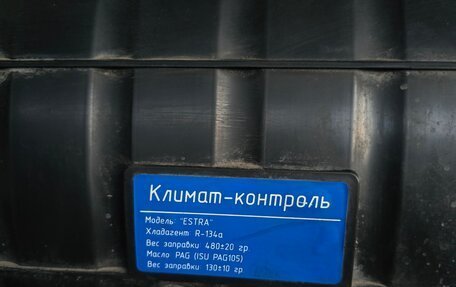 Климат-контроль
Модель: "ESTRA"
Хладагент R-134a
Вес заправки 480±20 гр.
Масло PAG (ISU PAG105)
Вес заправки 130±10 гр